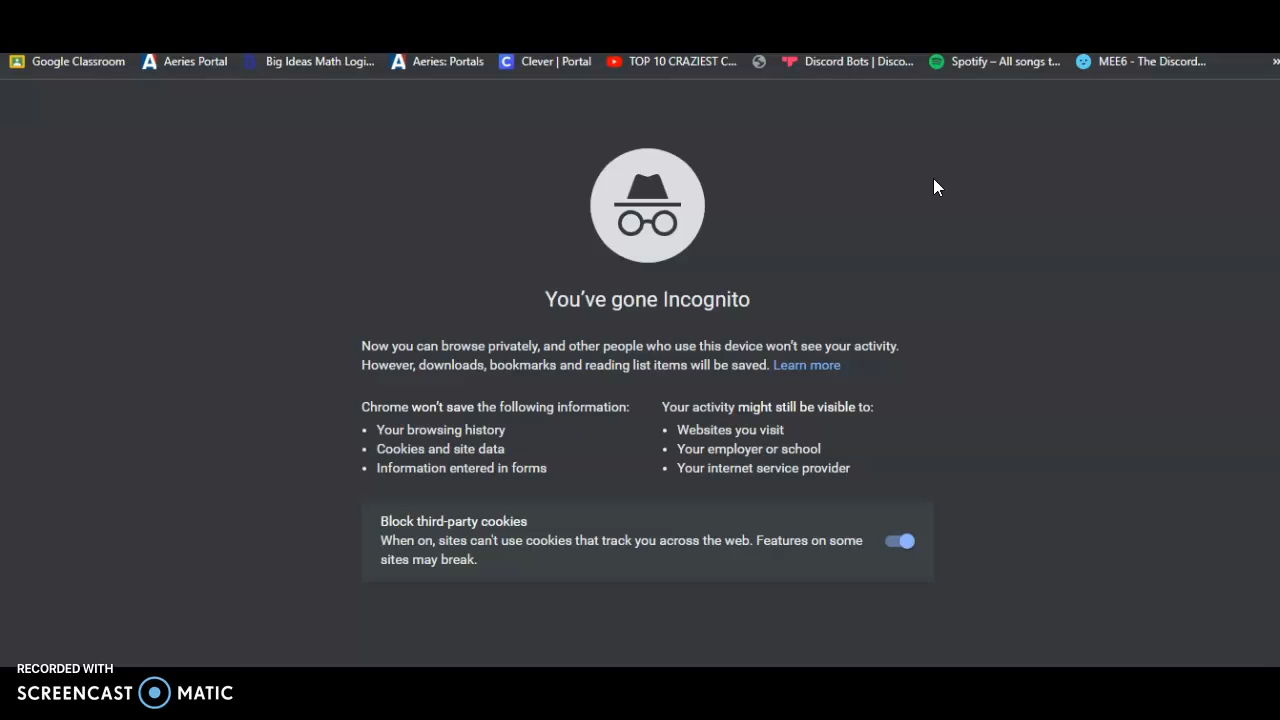 Google Classroom Aeries Portal Big Ideas Math Logi... Aeries: Portals Clever | Portal TOP 10 CRAZIEST C... Discord Bots | Disco... Spotify – All songs t... MEE6 - The Discord... »
You've gone Incognito
Now you can browse privately, and other people who use this device won't see your activity.
However, downloads, bookmarks and reading list items will be saved. Learn more
Chrome won't save the following information:
• Your browsing history
• Cookies and site data
• Information entered in forms
Your activity might still be visible to:
• Websites you visit
• Your employer or school
• Your internet service provider
Block third-party cookies
When on, sites can't use cookies that track you across the web. Features on some
sites may break.
RECORDED WITH
SCREENCAST MATIC